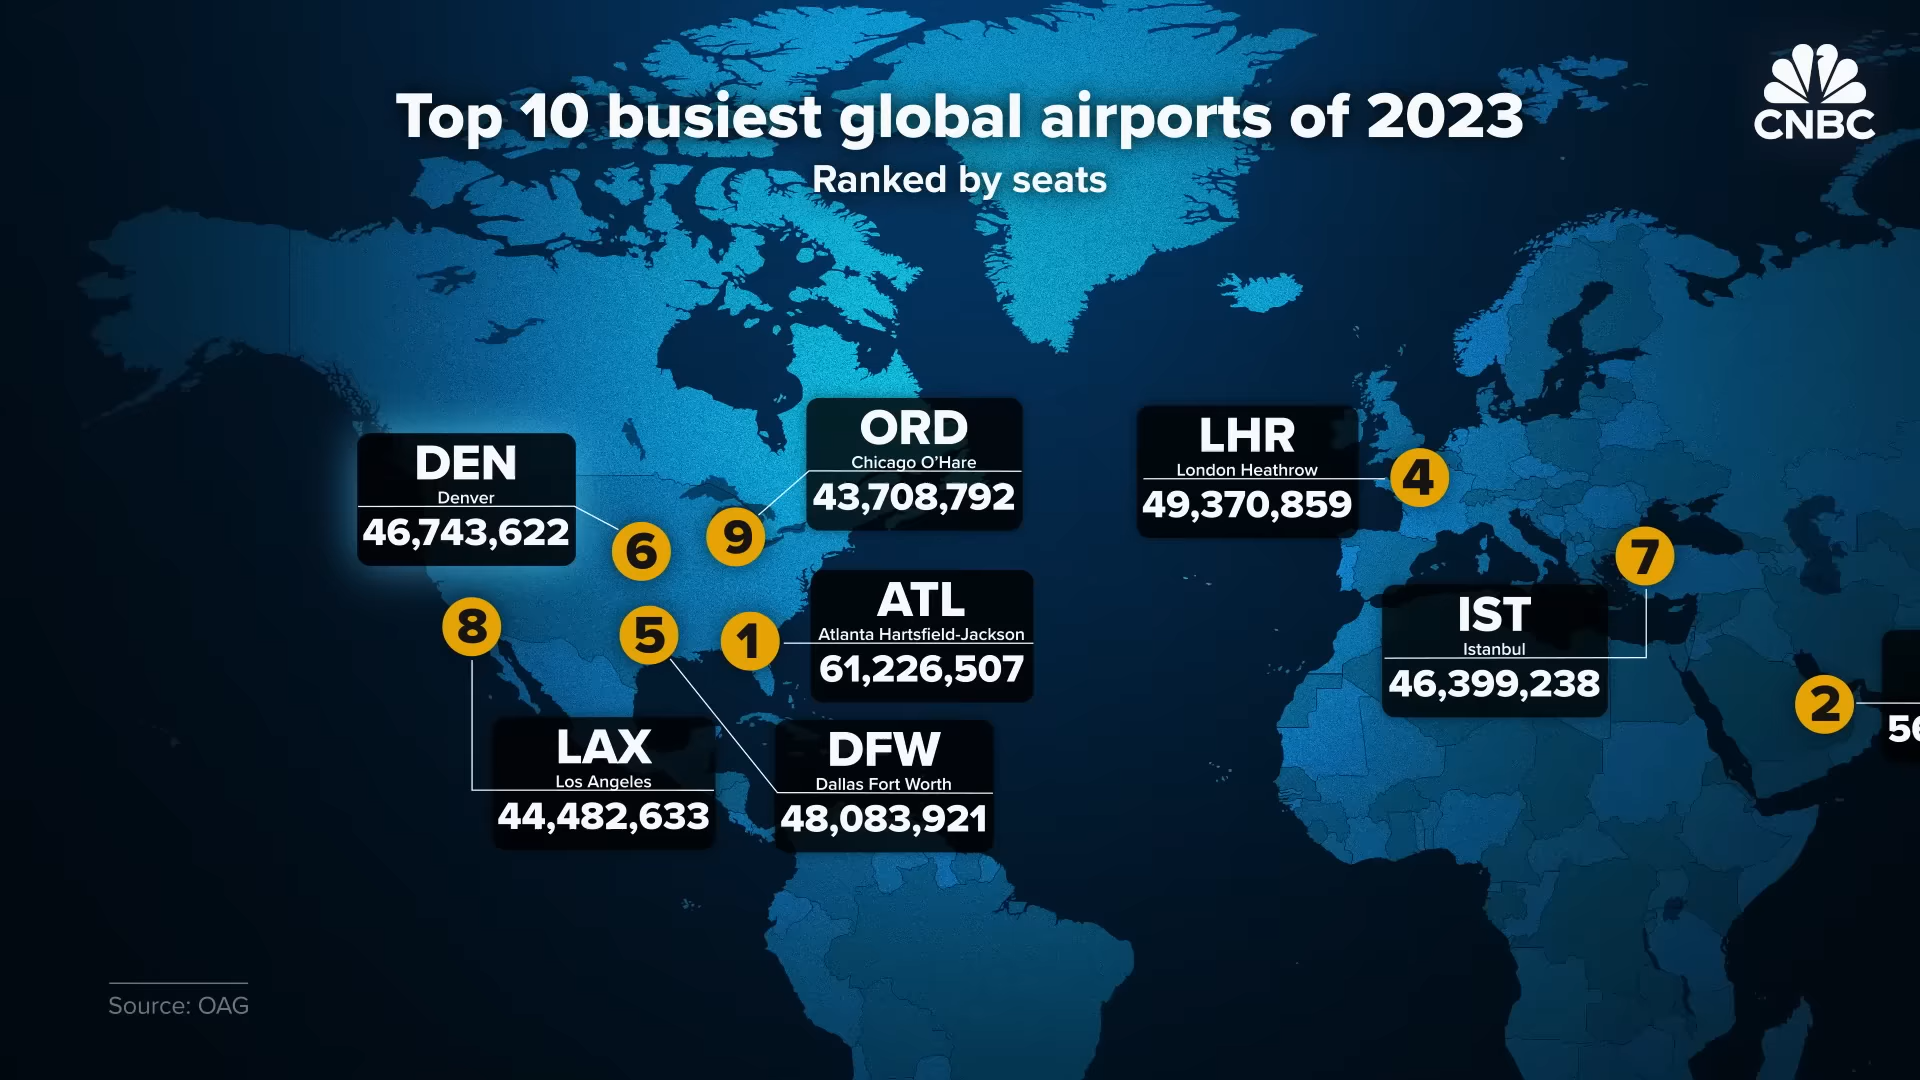 Top 10 busiest global airports of 2023
Ranked by seats
CNBC
DEN
Denver
46,743,622
6
ORD
Chicago O'Hare
43,708,792
9
LHR
London Heathrow
49,370,859
4
8
5
1
ATL
Atlanta Hartsfield-Jackson
61,226,507
7
IST
Istanbul
46,399,238
2
56
LAX
Los Angeles
44,482,633
DFW
Dallas Fort Worth
48,083,921
Source: OAG